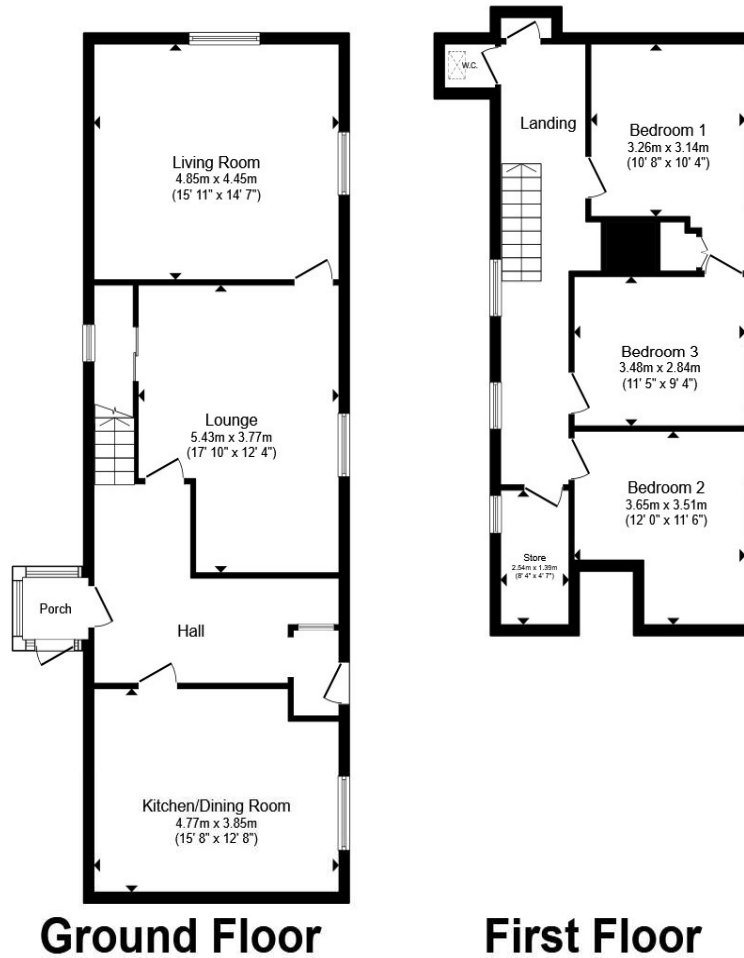 Living Room
4.85m x 4.45m
(15' 11" x 14' 7")
Lounge
5.43m x 3.77m
(17' 10" x 12' 4")
Porch
Hall
Kitchen/Dining Room
4.77m x 3.85m
(15' 8" x 12' 8")
Ground Floor
W.C.
Landing
Bedroom 1
3.26m x 3.14m
(10' 8" x 10' 4")
Bedroom 3
3.48m x 2.84m
(11' 5" x 9' 4")
Bedroom 2
3.65m x 3.51m
(12' 0" x 11' 6")
Store
2.54m x 1.39m
(8' 4" x 4' 7")
First Floor